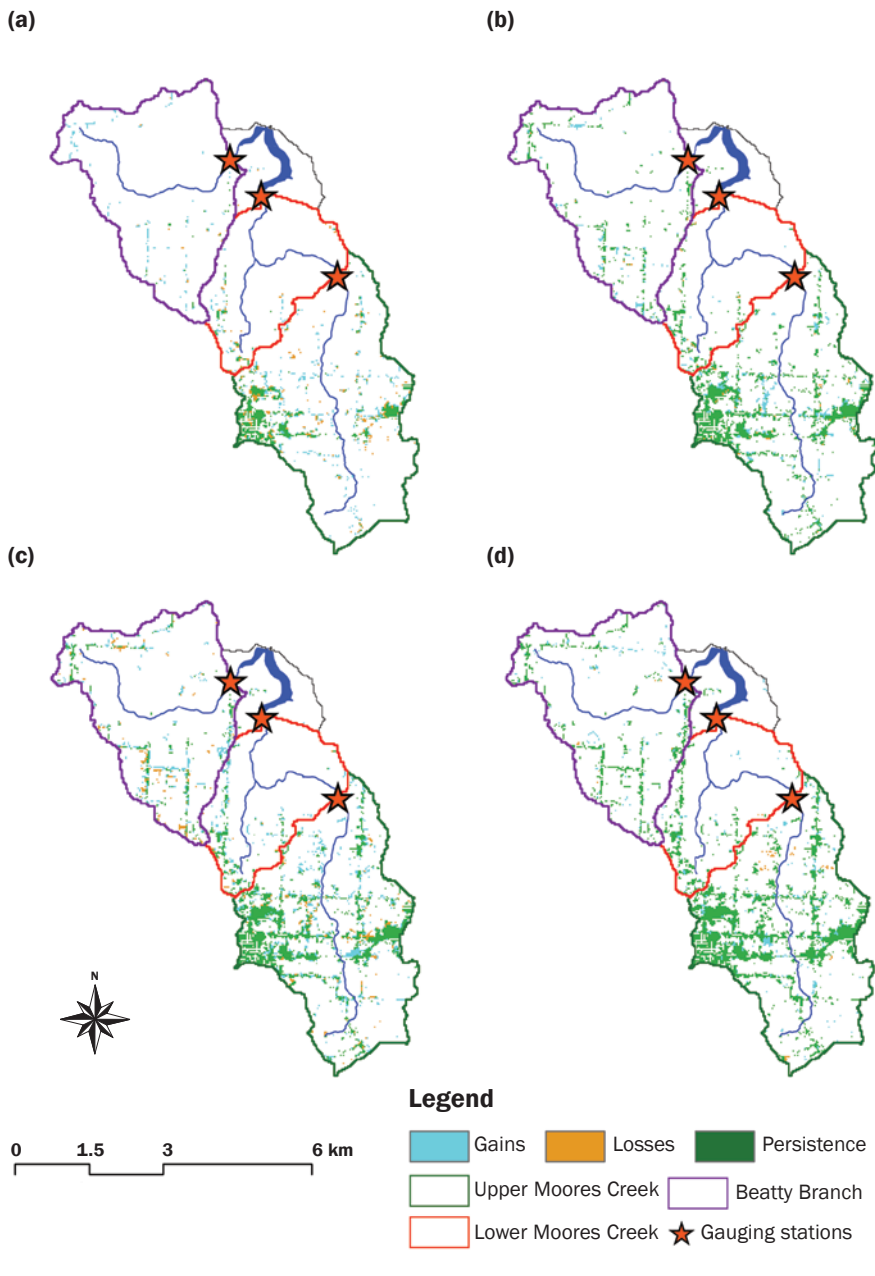 (a)
(b)
(c)
(d)
N
Legend
0 1.5 3 6 km
Gains Losses Persistence
Upper Moores Creek Beatty Branch
Lower Moores Creek Gauging stations